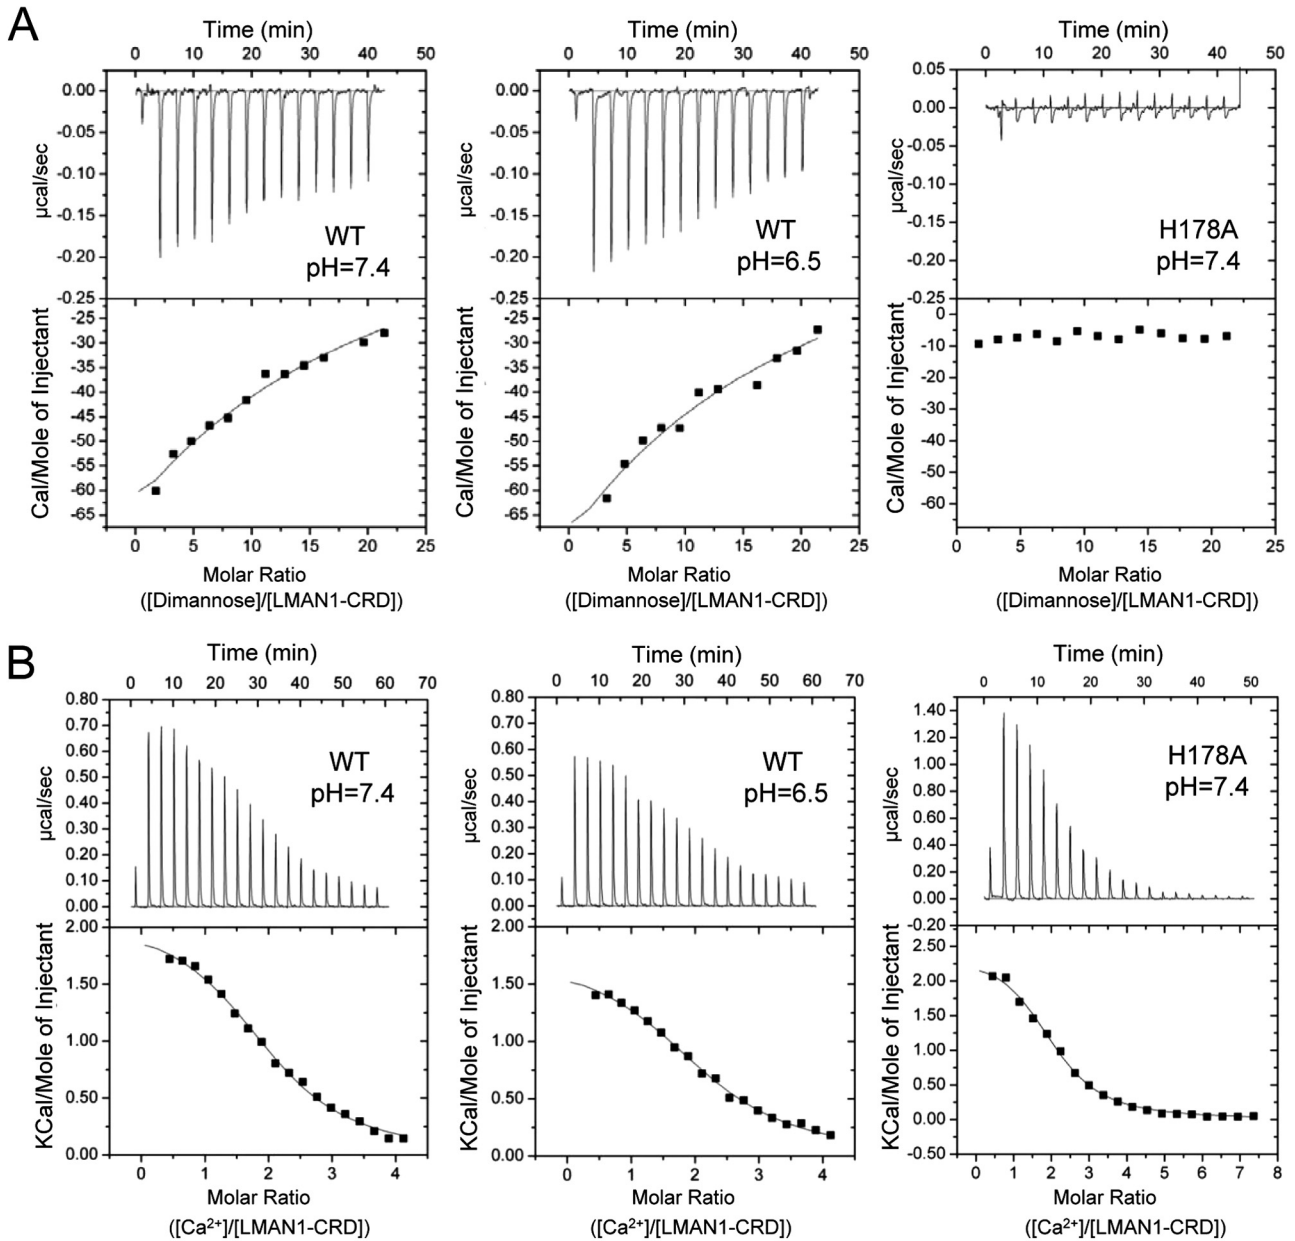 A
Time (min) Time (min) Time (min)
0 10 20 30 40 50 0 10 20 30 40 50 0 10 20 30 40 50
µcal/sec µcal/sec µcal/sec
0.00 -0.05 -0.10 -0.15 -0.20 -0.25
0.00 -0.05 -0.10 -0.15 -0.20 -0.25
0.05 0.00 -0.05 -0.10 -0.15 -0.20 -0.25
WT WT H178A
pH=7.4 pH=6.5 pH=7.4
Cal/Mole of Injectant Cal/Mole of Injectant Cal/Mole of Injectant
-25 -30 -35 -40 -45 -50 -55 -60 -65
-25 -30 -35 -40 -45 -50 -55 -60 -65
0 -10 -20 -30 -40 -50 -60
0 5 10 15 20 25 0 5 10 15 20 25 0 5 10 15 20 25
Molar Ratio Molar Ratio Molar Ratio
([Dimannose]/[LMAN1-CRD]) ([Dimannose]/[LMAN1-CRD]) ([Dimannose]/[LMAN1-CRD])
B
Time (min) Time (min) Time (min)
0 10 20 30 40 50 60 70 0 10 20 30 40 50 60 70 0 10 20 30 40 50
µcal/sec µcal/sec µcal/sec
0.80 0.70 0.60 0.50 0.40 0.30 0.20 0.10 0.00
0.80 0.70 0.60 0.50 0.40 0.30 0.20 0.10 0.00
1.40 1.20 1.00 0.80 0.60 0.40 0.20 0.00 -0.20
WT WT H178A
pH=7.4 pH=6.5 pH=7.4
KCal/Mole of Injectant KCal/Mole of Injectant KCal/Mole of Injectant
2.00 1.50 1.00 0.50 0.00
2.00 1.50 1.00 0.50 0.00
2.50 2.00 1.50 1.00 0.50 0.00 -0.50
0 1 2 3 4 0 1 2 3 4 0 1 2 3 4 5 6 7 8
Molar Ratio Molar Ratio Molar Ratio
([Ca²⁺]/[LMAN1-CRD]) ([Ca²⁺]/[LMAN1-CRD]) ([Ca²⁺]/[LMAN1-CRD])